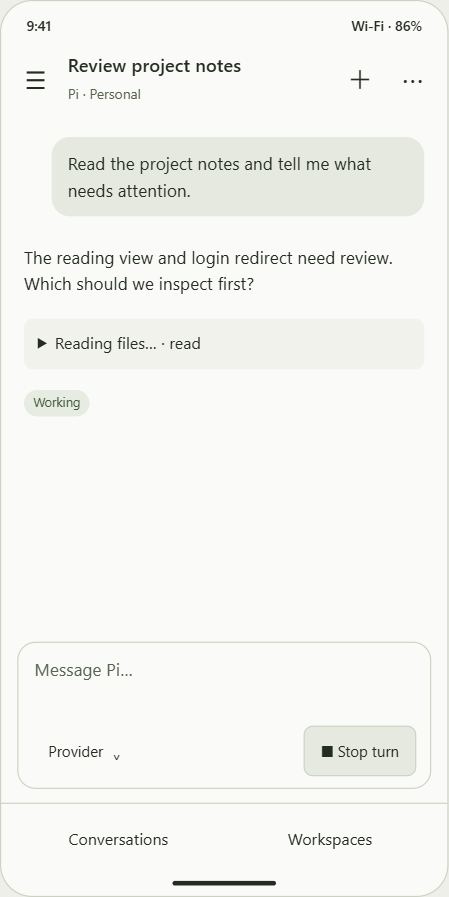 9:41
Wi-Fi · 86%
Review project notes
Pi · Personal
Read the project notes and tell me what
needs attention.
The reading view and login redirect need review.
Which should we inspect first?
Reading files... · read
Working
Message Pi...
Provider
Stop turn
Conversations
Workspaces